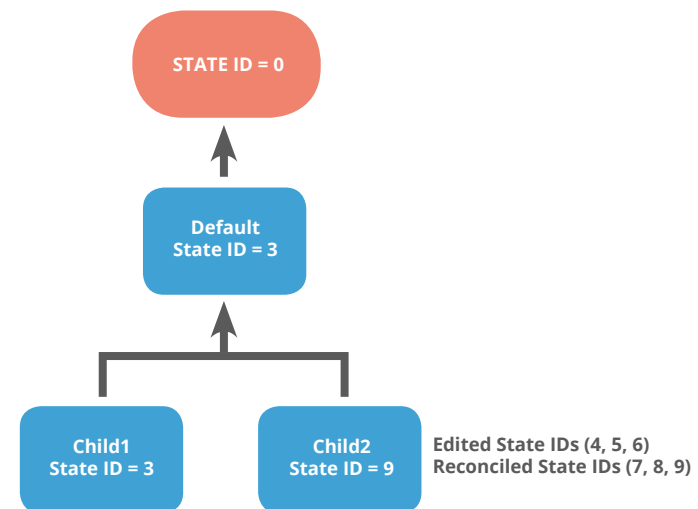 STATE ID = 0
Default
State ID = 3
Child1
State ID = 3
Child2
State ID = 9
Edited State IDs (4, 5, 6)
Reconciled State IDs (7, 8, 9)